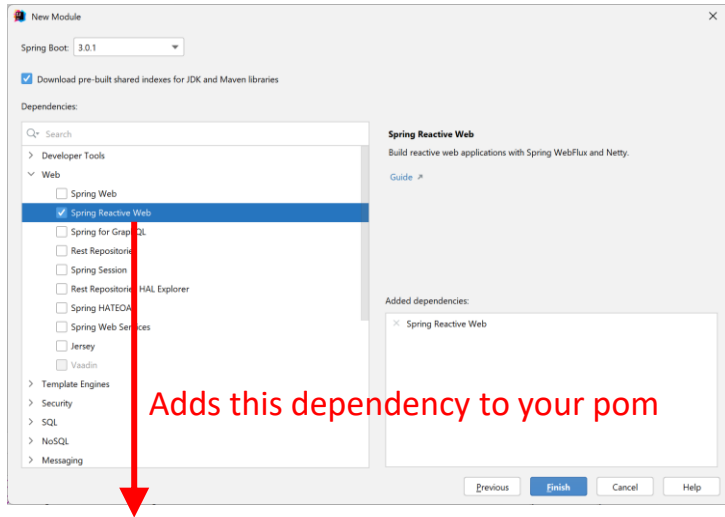 New Module
Spring Boot: 3.0.1
Download pre-built shared indexes for JDK and Maven libraries
Dependencies:
Search
Developer Tools
Web
Spring Web
Spring Reactive Web
Spring for GraphQL
Rest Repositories
Spring Session
Rest Repositories HAL Explorer
Spring HATEOAS
Spring Web Services
Jersey
Vaadin
Template Engines
Security
SQL
NoSQL
Messaging
Spring Reactive Web
Build reactive web applications with Spring WebFlux and Netty.
Guide
Added dependencies:
Spring Reactive Web
Adds this dependency to your pom
Previous
Finish
Cancel
Help